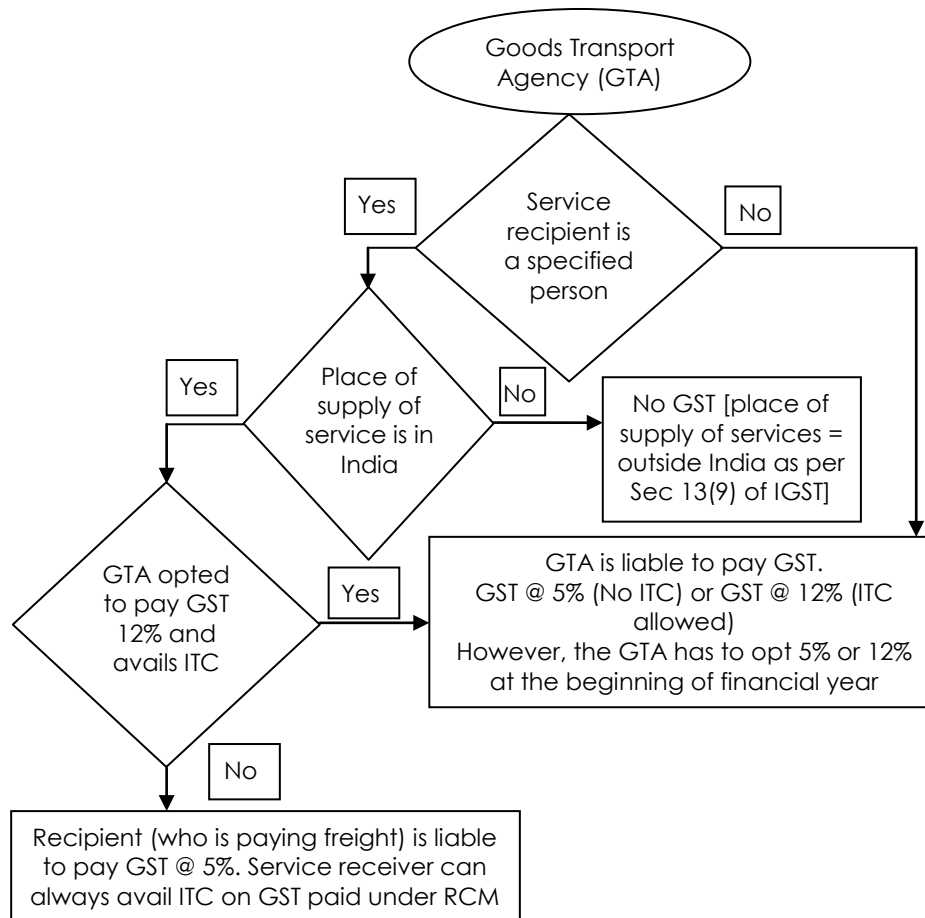 Goods Transport
Agency (GTA)
Yes
Service
recipient is
a specified
person
No
Yes
Place of
supply of
service is in
India
No
No GST [place of
supply of services =
outside India as per
Sec 13(9) of IGST]
GTA opted
to pay GST
12% and
avails ITC
Yes
GTA is liable to pay GST.
GST @ 5% (No ITC) or GST @ 12% (ITC
allowed)
However, the GTA has to opt 5% or 12%
at the beginning of financial year
No
Recipient (who is paying freight) is liable
to pay GST @ 5%. Service receiver can
always avail ITC on GST paid under RCM